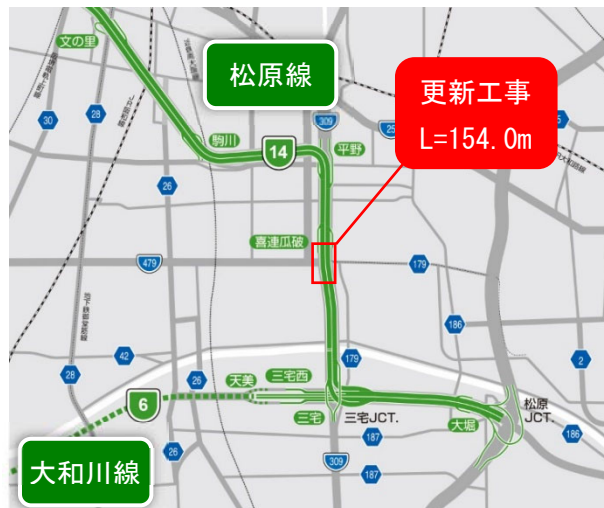 文の里
松原線
更新工事
L=154.0m
309
30
28
25
駒川
14
平野
26
喜連瓜破
479
179
186
42
28
26
179
2
天美
三宅西
6
三宅
三宅JCT.
大堀
松原
JCT.
187
186
26
大和川線
309
187